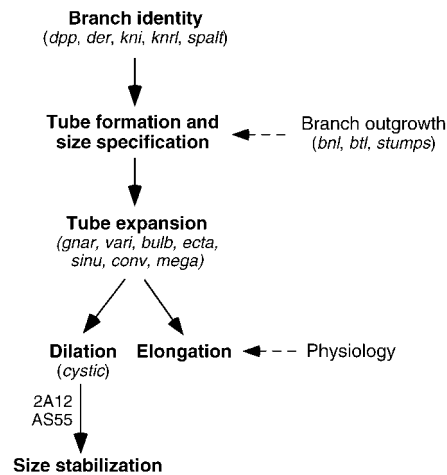 Branch identity
(dpp, der, kni, knrl, spalt)
Tube formation and
size specification
Branch outgrowth
(bnl, btl, stumps)
Tube expansion
(gnar, vari, bulb, ecta,
sinu, conv, mega)
Dilation
(cystic)
Elongation
Physiology
2A12
AS55
Size stabilization